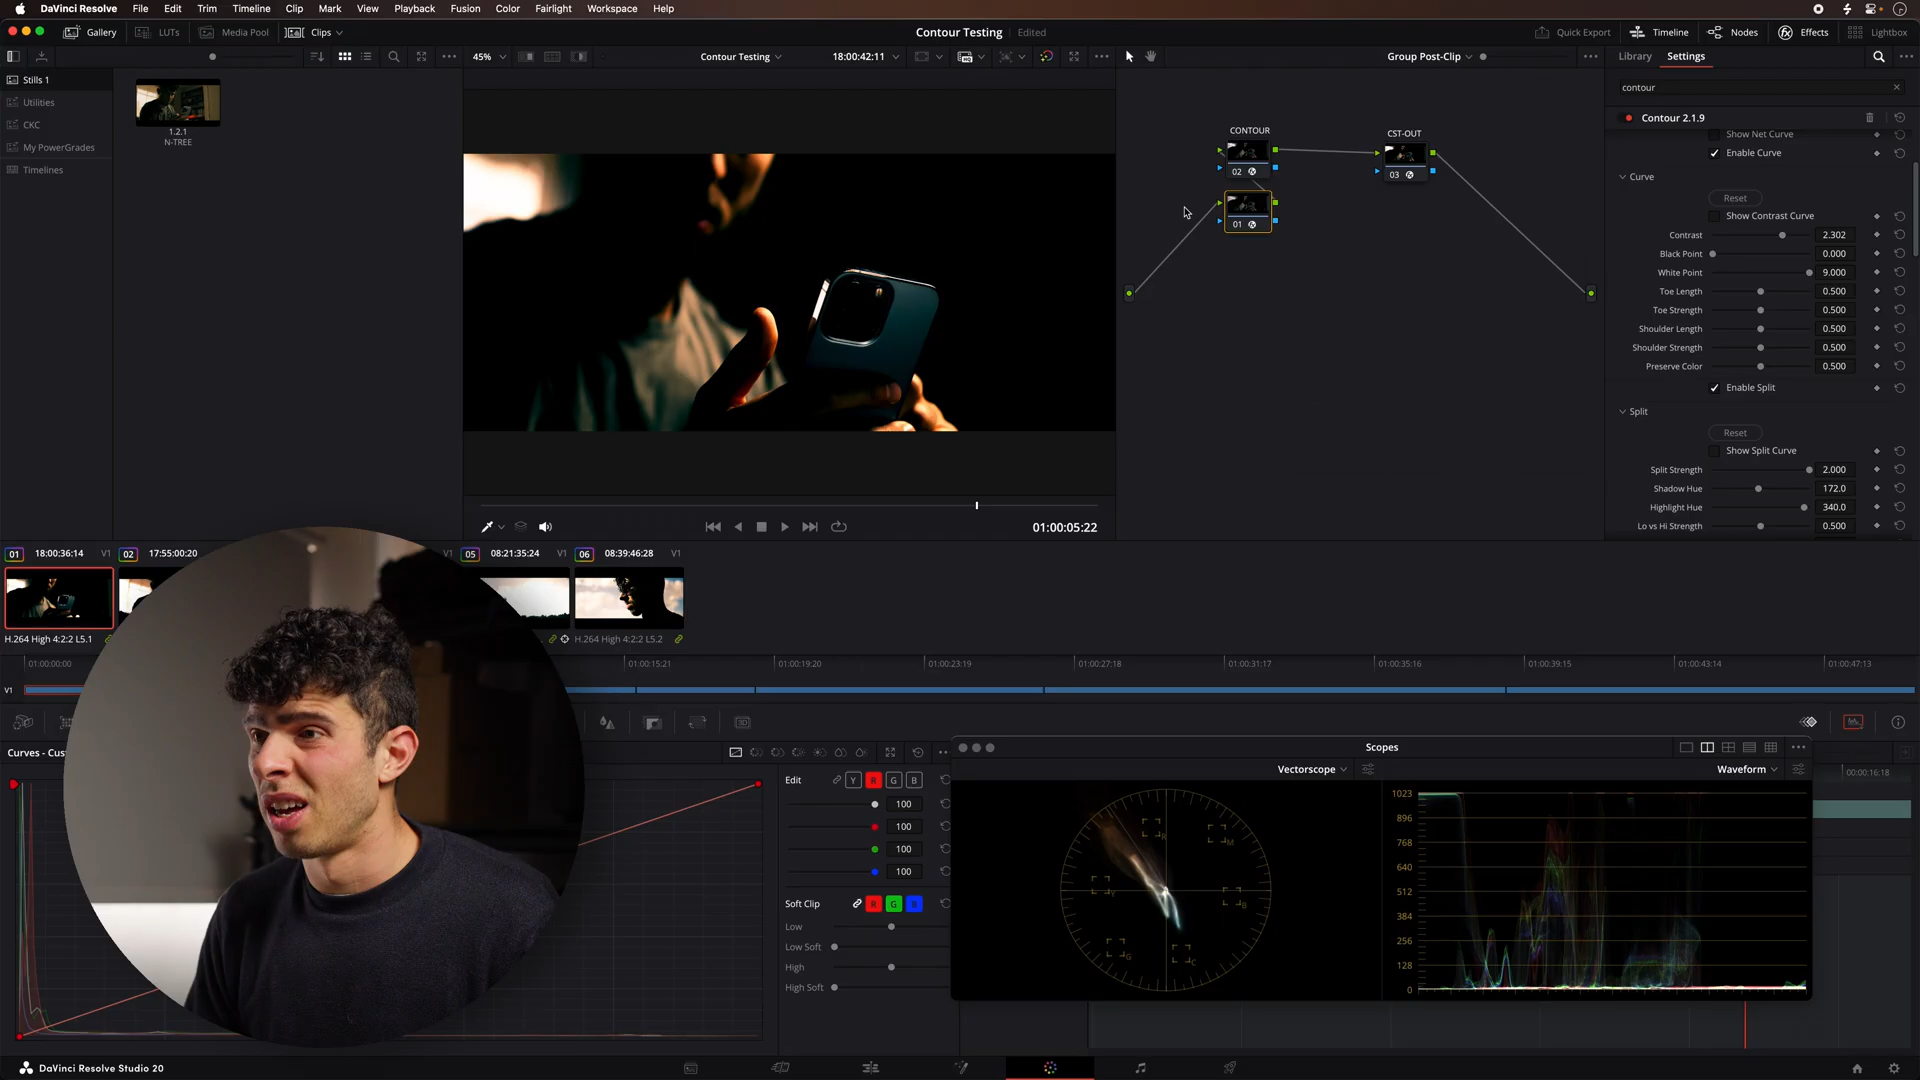 DaVinci Resolve File Edit Trim Timeline Clip Mark View Playback Fusion Color Fairlight Workspace Help
Gallery LUTs Media Pool Clips Contour Testing Edited Quick Export Timeline Nodes Effects Lightbox
45% Contour Testing 18:00:42:11 Group Post-Clip Library Settings
Stills 1
Utilities
CKC
My PowerGrades
Timelines
1.2.1
N-TREE
CONTOUR
02
01
CST-OUT
03
contour
Contour 2.1.9
Show Net Curve
Enable Curve
Curve
Reset
Show Contrast Curve
Contrast 2.302
Black Point 0.000
White Point 9.000
Toe Length 0.500
Toe Strength 0.500
Shoulder Length 0.500
Shoulder Strength 0.500
Preserve Color 0.500
Enable Split
Split
Reset
Show Split Curve
Split Strength 2.000
Shadow Hue 172.0
Highlight Hue 340.0
Lo vs Hi Strength 0.500
01:00:05:22
01 18:00:36:14 V1 02 17:55:00:20 V1 05 08:21:35:24 V1 06 08:39:46:28 V1
H.264 High 4:2:2 L5.1 H.264 High 4:2:2 L5.2
01:00:00:00 01:00:15:21 01:00:19:20 01:00:23:19 01:00:27:18 01:00:31:17 01:00:35:16 01:00:39:15 01:00:43:14 01:00:47:13
V1
Curves - Cus
Edit Y R G B
100
100
100
100
Soft Clip R G B
Low
Low Soft
High
High Soft
Scopes
Vectorscope Waveform
R
M
Y
B
G
C
1023
896
768
640
512
384
256
128
0
00:00:16:18
DaVinci Resolve Studio 20